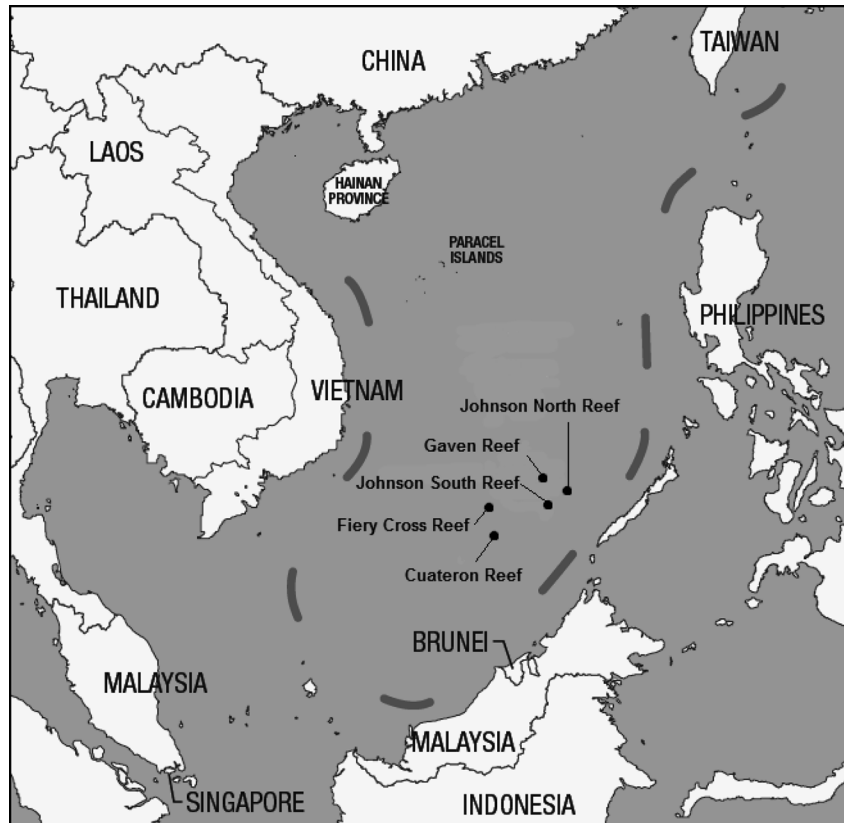 TAIWAN
CHINA
LAOS
HAINAN
PROVINCE
PARACEL
ISLANDS
THAILAND
PHILIPPINES
CAMBODIA
VIETNAM
Johnson North Reef
Gaven Reef
Johnson South Reef
Fiery Cross Reef
Cuateron Reef
BRUNEI
MALAYSIA
MALAYSIA
SINGAPORE
INDONESIA